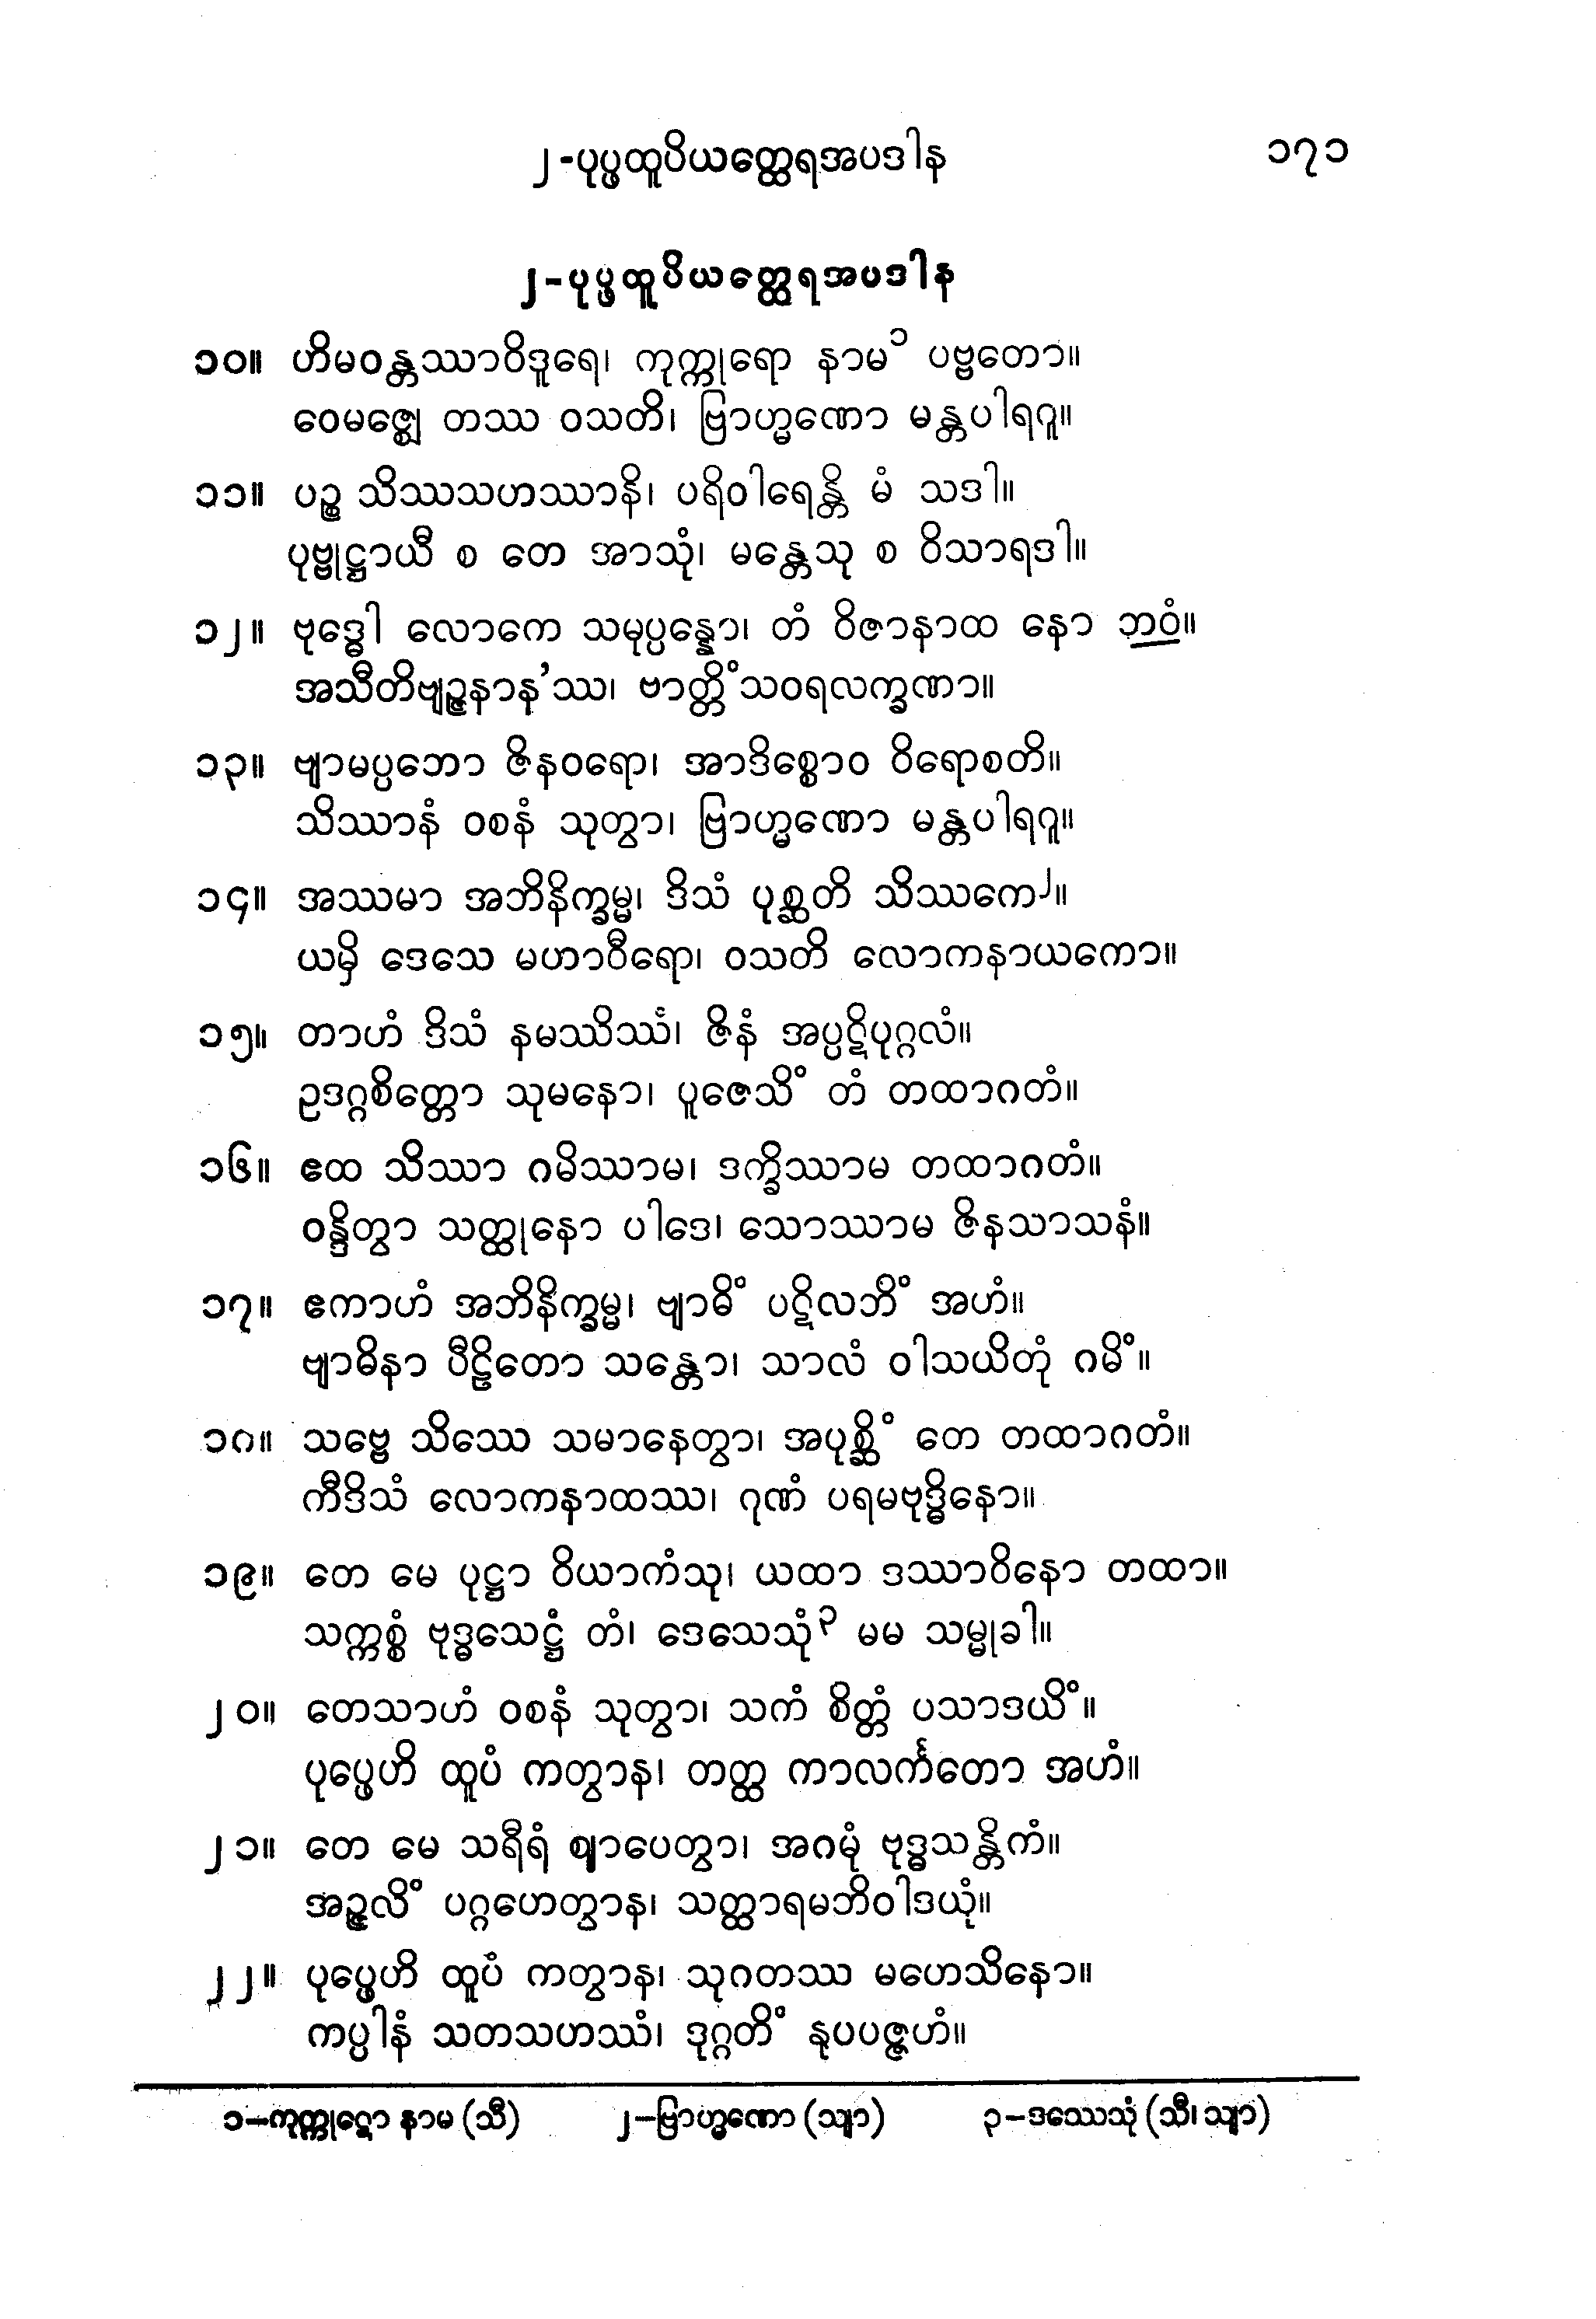 ၂-ပုပ္ဖထူပိယတ္ထေရအပဒါန ၁၇၁
၂-ပုပ္ဖထူပိယတ္ထေရအပဒါန
၁၀။ ဟိမဝန္တဿာဝိဒူရေ၊ ကုက္ကုရော နာမ၁ ပဗ္ဗတော။
ဝေမဇ္ဈေ တဿ ဝသတိ၊ ဗြာဟ္မဏော မန္တပါရဂူ။
၁၁။ ပဉ္စ သိဿသဟဿာနိ၊ ပရိဝါရေန္တိ မံ သဒါ။
ပုဗ္ဗုဋ္ဌာယီ စ တေ အာသုံ၊ မန္တေသု စ ဝိသာရဒါ။
၁၂။ ဗုဒ္ဓေါ လောကေ သမုပ္ပန္နော၊ တံ ဝိဇာနာထ နော ဘဝံ။
အသီတိဗျဉ္ဇနာန'ဿ၊ ဗာတ္တိံသဝရလက္ခဏာ။
၁၃။ ဗျာမပ္ပဘော ဇိနဝရော၊ အာဒိစ္စောဝ ဝိရောစတိ။
သိဿာနံ ဝစနံ သုတွာ၊ ဗြာဟ္မဏော မန္တပါရဂူ။
၁၄။ အဿမာ အဘိနိက္ခမ္မ၊ ဒိသံ ပုစ္ဆတိ သိဿကေ၂။
ယမှိ ဒေသေ မဟာဝီရော၊ ဝသတိ လောကနာယကော။
၁၅။ တာဟံ ဒိသံ နမဿိဿံ၊ ဇိနံ အပ္ပဋိပုဂ္ဂလံ။
ဥဒဂ္ဂစိတ္တော သုမနော၊ ပူဇေသိံ တံ တထာဂတံ။
၁၆။ ဧထ သိဿာ ဂမိဿာမ၊ ဒက္ခိဿာမ တထာဂတံ။
ဝန္ဒိတွာ သတ္ထုနော ပါဒေ၊ သောဿာမ ဇိနသာသနံ။
၁၇။ ဧကာဟံ အဘိနိက္ခမ္မ၊ ဗျာဓိံ ပဋိလဘိံ အဟံ။
ဗျာဓိနာ ပီဠိတော သန္တော၊ သာလံ ဝါသယိတုံ ဂမိံ။
၁၈။ သဗ္ဗေ သိဿေ သမာနေတွာ၊ အပုစ္ဆိံ တေ တထာဂတံ။
ကီဒိသံ လောကနာထဿ၊ ဂုဏံ ပရမဗုဒ္ဓိနော။
၁၉။ တေ မေ ပုဋ္ဌာ ဝိယာကံသု၊ ယထာ ဒဿာဝိနော တထာ။
သက္ကစ္စံ ဗုဒ္ဓသေဋ္ဌံ တံ၊ ဒေသေသုံ၃ မမ သမ္မုခါ။
၂၀။ တေသာဟံ ဝစနံ သုတွာ၊ သကံ စိတ္တံ ပသာဒယိံ။
ပုပ္ဖေဟိ ထူပံ ကတွာန၊ တတ္ထ ကာလင်္ကတော အဟံ။
၂၁။ တေ မေ သရီရံ ဈာပေတွာ၊ အဂမုံ ဗုဒ္ဓသန္တိကံ။
အဉ္ဇလိံ ပဂ္ဂဟေတွာန၊ သတ္ထာရမဘိဝါဒယုံ။
၂၂။ ပုပ္ဖေဟိ ထူပံ ကတွာန၊ သုဂတဿ မဟေသိနော။
ကပ္ပါနံ သတသဟဿံ၊ ဒုဂ္ဂတိံ နုပပဇ္ဇဟံ။
၁–ကုတ္ကုဋ္ဌော နာမ (သီ) ၂–ဗြာဟ္မဏော (သျာ) ၃–ဒဿေသုံ (သီ၊ သျာ)